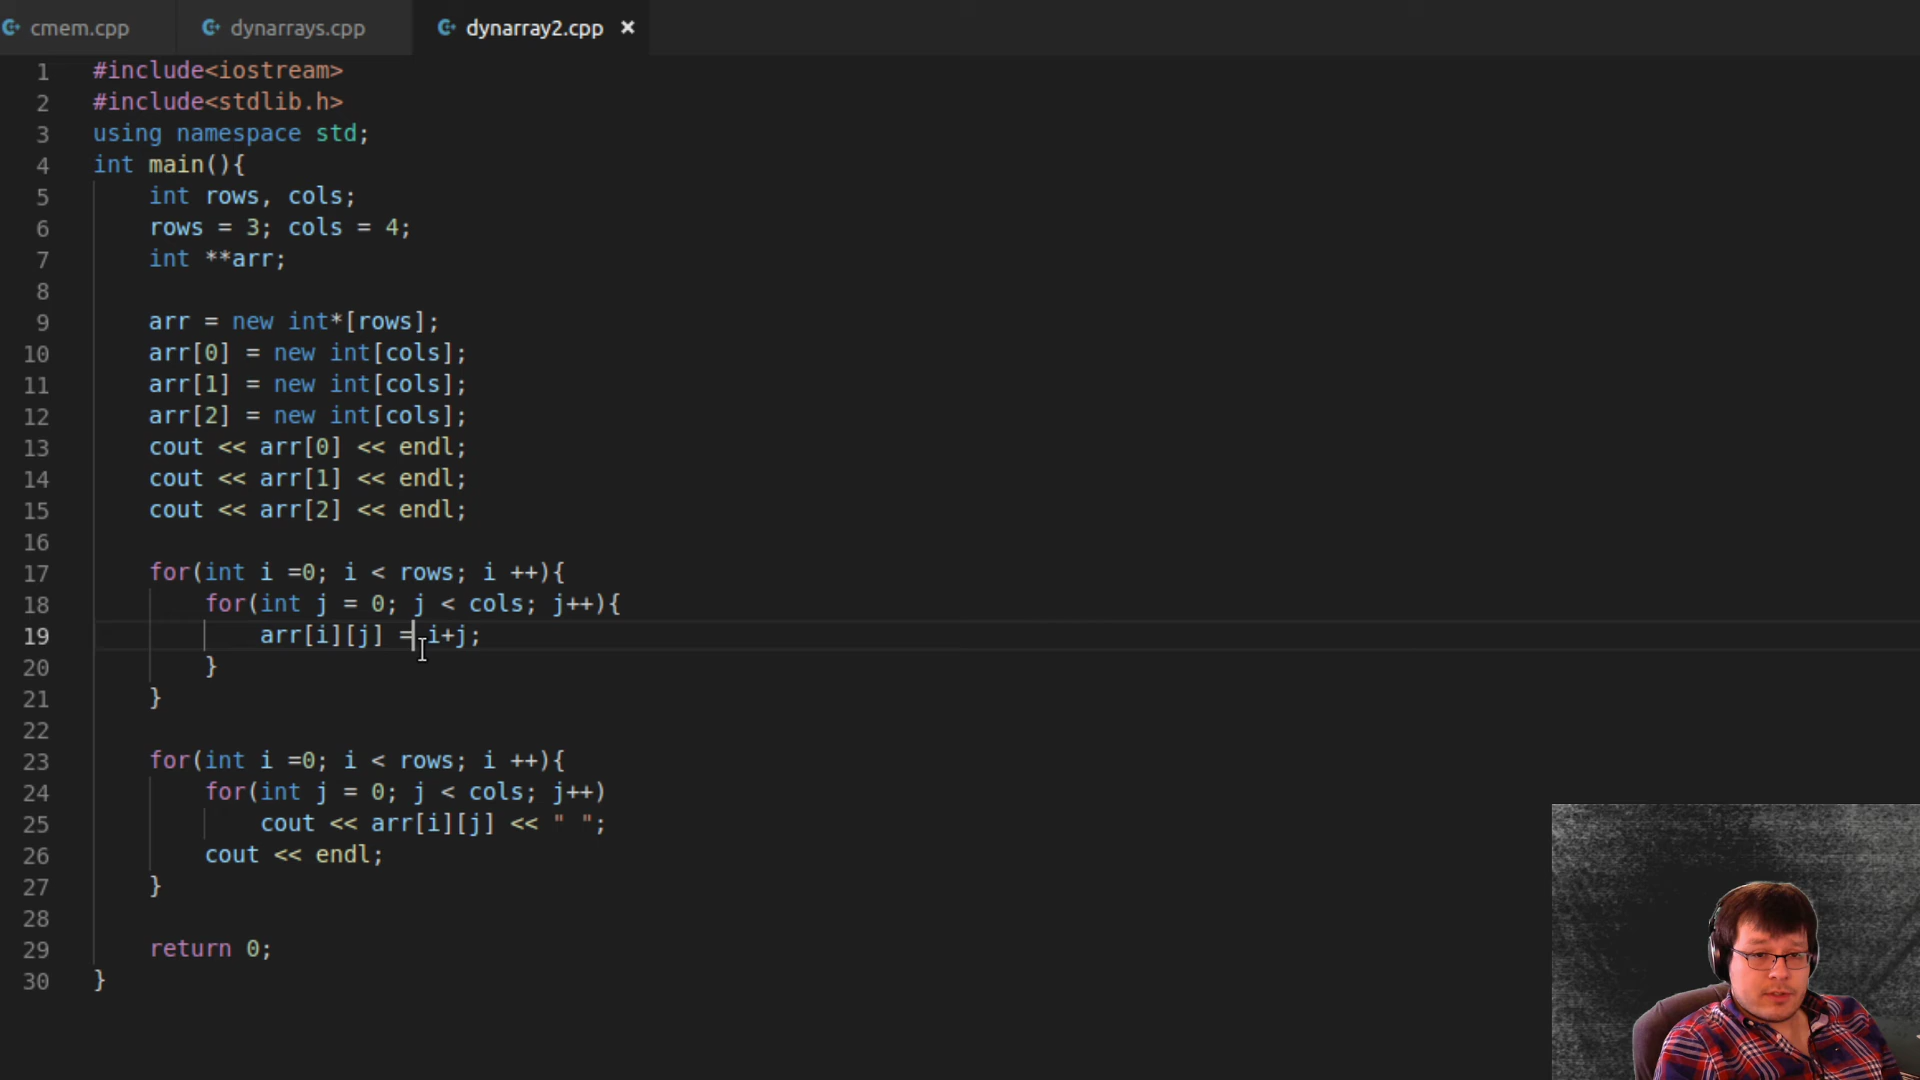 cmem.cpp dynarrays.cpp dynarray2.cpp ×
1 #include<iostream>
2 #include<stdlib.h>
3 using namespace std;
4 int main(){
5 int rows, cols;
6 rows = 3; cols = 4;
7 int **arr;
8
9 arr = new int*[rows];
10 arr[0] = new int[cols];
11 arr[1] = new int[cols];
12 arr[2] = new int[cols];
13 cout << arr[0] << endl;
14 cout << arr[1] << endl;
15 cout << arr[2] << endl;
16
17 for(int i =0; i < rows; i ++){
18 for(int j = 0; j < cols; j++){
19 arr[i][j] = i+j;
20 }
21 }
22
23 for(int i =0; i < rows; i ++){
24 for(int j = 0; j < cols; j++)
25 cout << arr[i][j] << " ";
26 cout << endl;
27 }
28
29 return 0;
30 }